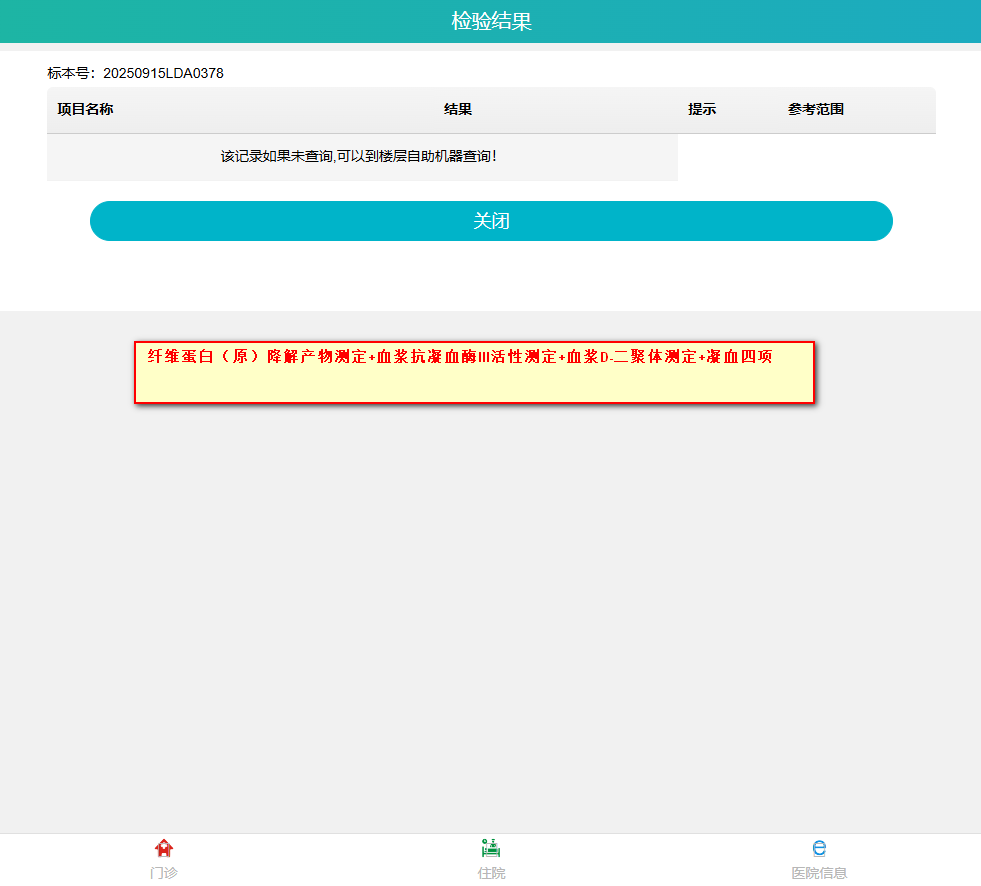 检验结果
标本号：20250915LDA0378
项目名称 结果 提示 参考范围
该记录如果未查询,可以到楼层自助机器查询！
关闭
纤维蛋白（原）降解产物测定+血浆抗凝血酶III活性测定+血浆D-二聚体测定+凝血四项
门诊 住院 医院信息